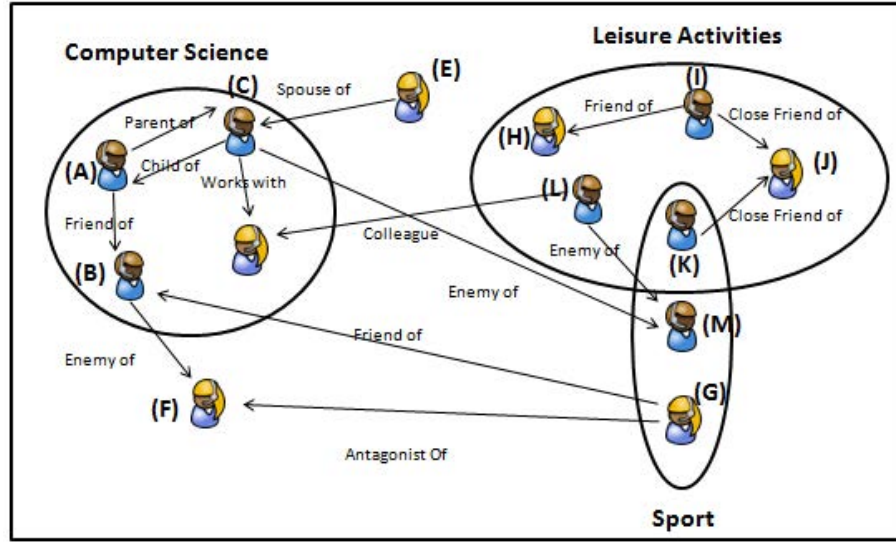 Computer Science
Leisure Activities
(C)
Spouse of
(E)
(I)
Parent of
Friend of
Close Friend of
(H)
(A)
Child of
(J)
Works with
(L)
Friend of
Colleague
Close Friend of
Enemy of
(K)
(B)
Enemy of
(M)
Friend of
Enemy of
(G)
(F)
Antagonist Of
Sport